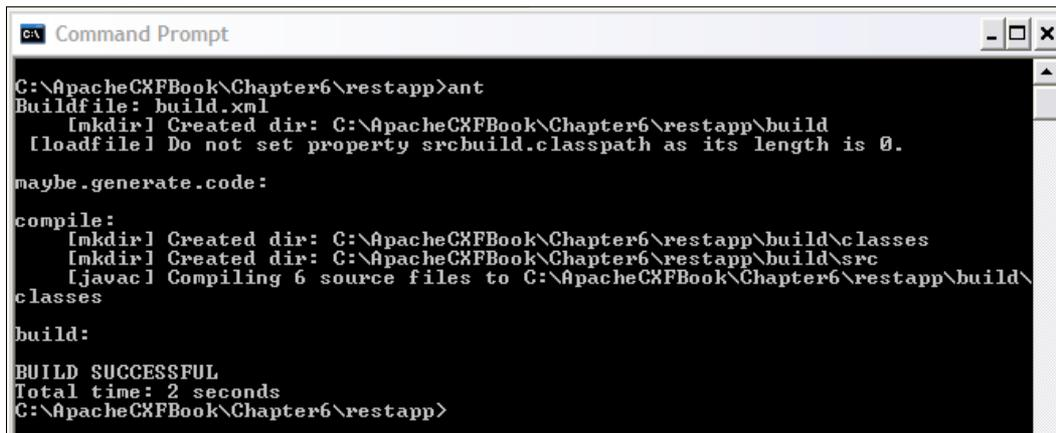 Command Prompt
C:\ApacheCXFBook\Chapter6\restapp>ant
Buildfile: build.xml
[mkdir] Created dir: C:\ApacheCXFBook\Chapter6\restapp\build
[loadfile] Do not set property srcbuild.classpath as its length is 0.
maybe.generate.code:
compile:
[mkdir] Created dir: C:\ApacheCXFBook\Chapter6\restapp\build\classes
[mkdir] Created dir: C:\ApacheCXFBook\Chapter6\restapp\build\src
[javac] Compiling 6 source files to C:\ApacheCXFBook\Chapter6\restapp\build\
classes
build:
BUILD SUCCESSFUL
Total time: 2 seconds
C:\ApacheCXFBook\Chapter6\restapp>